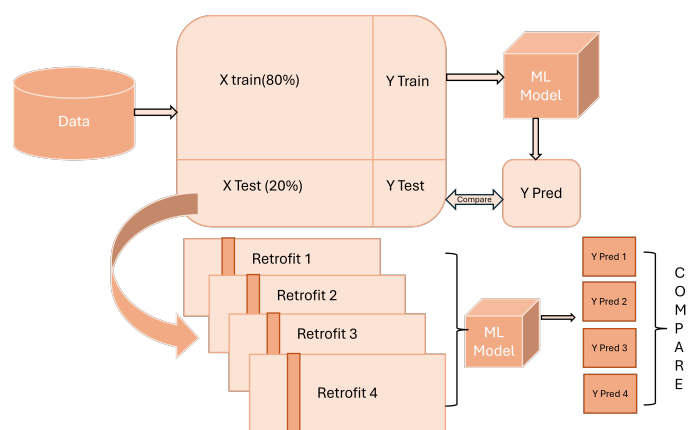 X train(80%)
Y Train
ML
Model
Data
X Test (20%)
Y Test
Compare
Y Pred
Retrofit 1
Retrofit 2
Retrofit 3
Retrofit 4
ML
Model
Y Pred 1
Y Pred 2
Y Pred 3
Y Pred 4
C
O
M
P
A
R
E